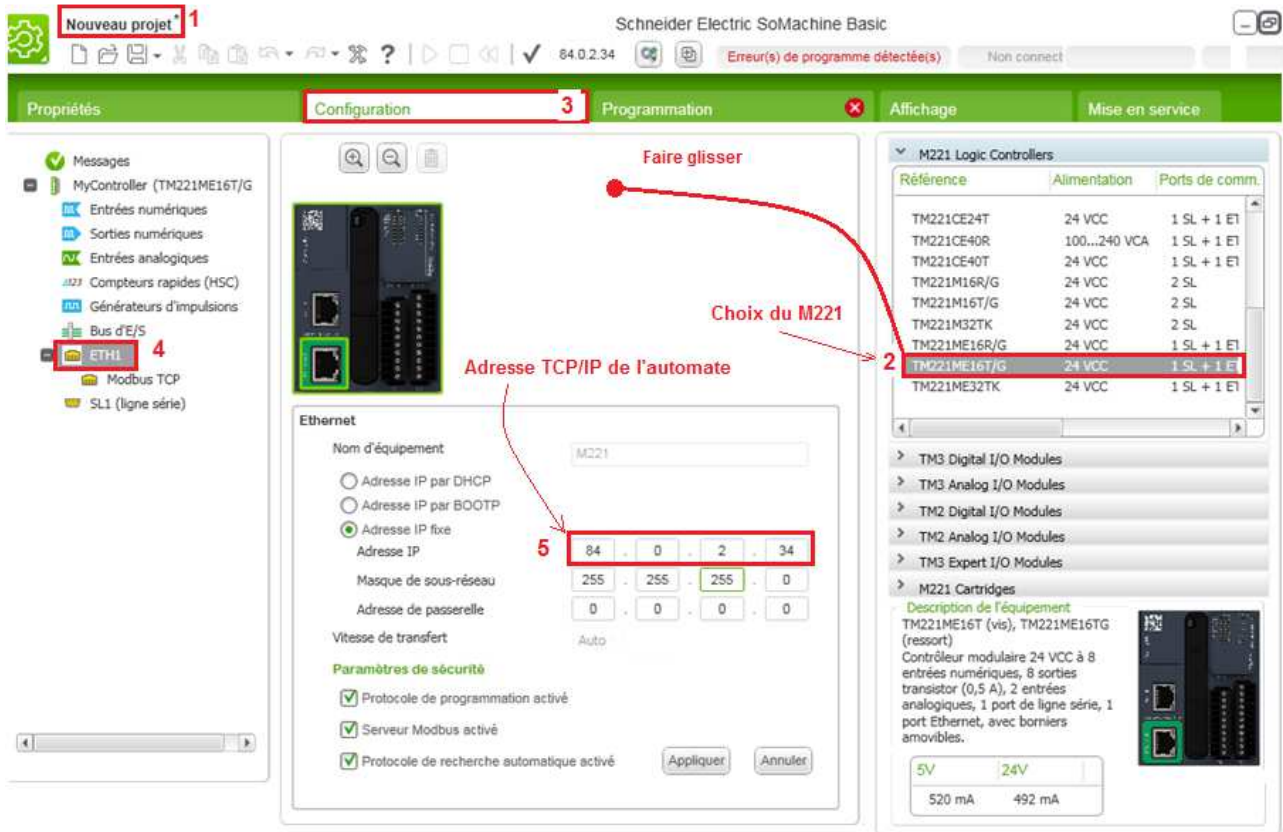 Nouveau projet* 1
Schneider Electric SoMachine Basic
84.0.2.34
Erreur(s) de programme détectée(s)
Non connect
Propriétés
Configuration 3
Programmation
Affichage
Mise en service
Messages
MyController (TM221ME16T/G
Entrées numériques
Sorties numériques
Entrées analogiques
Compteurs rapides (HSC)
Générateurs d'impulsions
Bus d'E/S
ETH1 4
Modbus TCP
SL1 (ligne série)
Faire glisser
Choix du M221
Adresse TCP/IP de l'automate
Ethernet
Nom d'équipement M221
Adresse IP par DHCP
Adresse IP par BOOTP
Adresse IP fixe
Adresse IP 5 84 . 0 . 2 . 34
Masque de sous-réseau 255 . 255 . 255 . 0
Adresse de passerelle 0 . 0 . 0 . 0
Vitesse de transfert Auto
Paramètres de sécurité
Protocole de programmation activé
Serveur Modbus activé
Protocole de recherche automatique activé
Appliquer
Annuler
M221 Logic Controllers
Référence Alimentation Ports de comm.
TM221CE24T 24 VCC 1 SL + 1 ET
TM221CE40R 100...240 VCA 1 SL + 1 ET
TM221CE40T 24 VCC 1 SL + 1 ET
TM221M16R/G 24 VCC 2 SL
TM221M16T/G 24 VCC 2 SL
TM221M32TK 24 VCC 2 SL
TM221ME16R/G 24 VCC 1 SL + 1 ET
2 TM221ME16T/G 24 VCC 1 SL + 1 ET
TM221ME32TK 24 VCC 1 SL + 1 ET
TM3 Digital I/O Modules
TM3 Analog I/O Modules
TM2 Digital I/O Modules
TM2 Analog I/O Modules
TM3 Expert I/O Modules
M221 Cartridges
Description de l'équipement
TM221ME16T (vis), TM221ME16TG
(ressort)
Contrôleur modulaire 24 VCC à 8
entrées numériques, 8 sorties
transistor (0,5 A), 2 entrées
analogiques, 1 port de ligne série, 1
port Ethernet, avec borniers
amovibles.
5V 24V
520 mA 492 mA